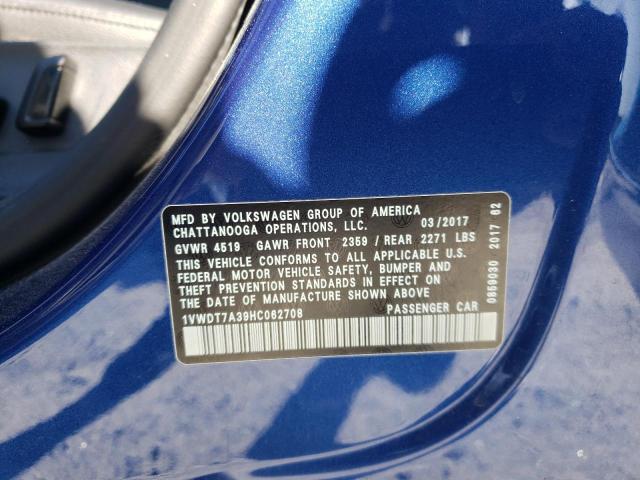 MFD BY VOLKSWAGEN GROUP OF AMERICA
CHATTANOOGA OPERATIONS, LLC. 03/2017
GVWR 4519 GAWR FRONT 2359 / REAR 2271 LBS
THIS VEHICLE CONFORMS TO ALL APPLICABLE U.S.
FEDERAL MOTOR VEHICLE SAFETY, BUMPER AND
THEFT PREVENTION STANDARDS IN EFFECT ON
THE DATE OF MANUFACTURE SHOWN ABOVE
1VWDT7A39HC062708 PASSENGER CAR
0859030 2017 62